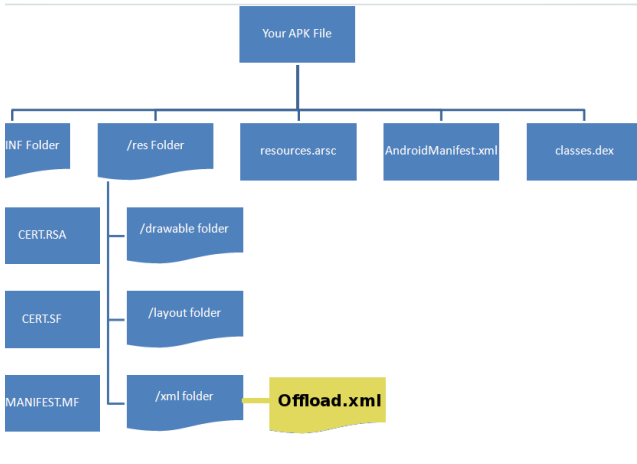 Your APK File
INF Folder
/res Folder
resources.arsc
AndroidManifest.xml
classes.dex
CERT.RSA
/drawable folder
CERT.SF
/layout folder
MANIFEST.MF
/xml folder
Offload.xml